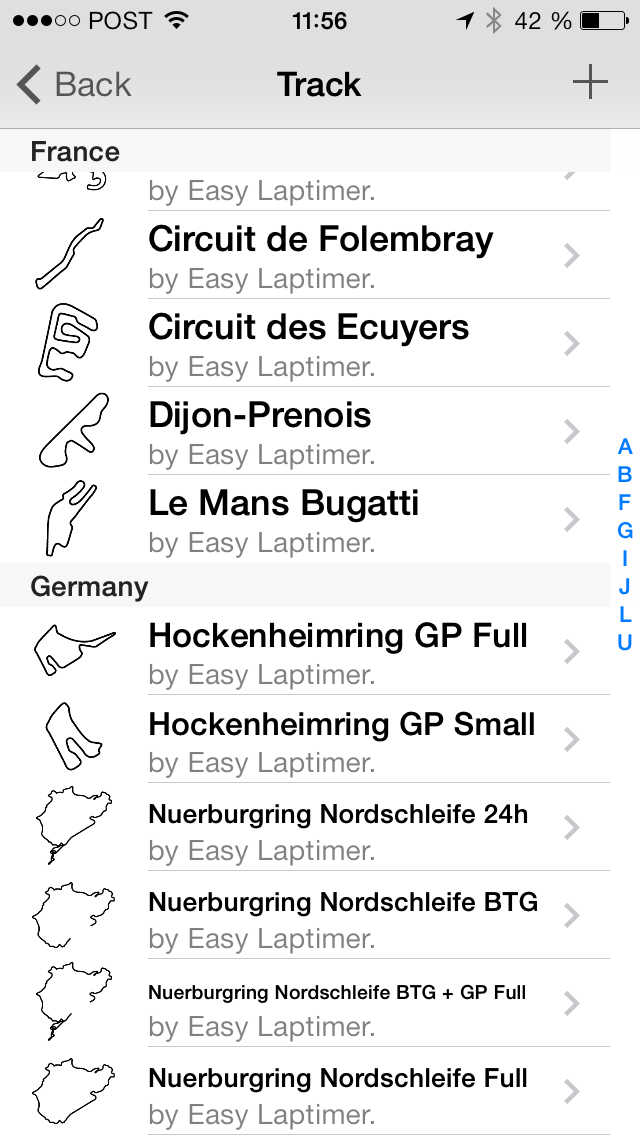 POST 11:56 42 %
Back Track
France
by Easy Laptimer.
Circuit de Folembray
by Easy Laptimer.
Circuit des Ecuyers
by Easy Laptimer.
Dijon-Prenois
by Easy Laptimer.
Le Mans Bugatti
by Easy Laptimer.
Germany
Hockenheimring GP Full
by Easy Laptimer.
Hockenheimring GP Small
by Easy Laptimer.
Nuerburgring Nordschleife 24h
by Easy Laptimer.
Nuerburgring Nordschleife BTG
by Easy Laptimer.
Nuerburgring Nordschleife BTG + GP Full
by Easy Laptimer.
Nuerburgring Nordschleife Full
by Easy Laptimer.
A
B
F
G
I
J
L
U